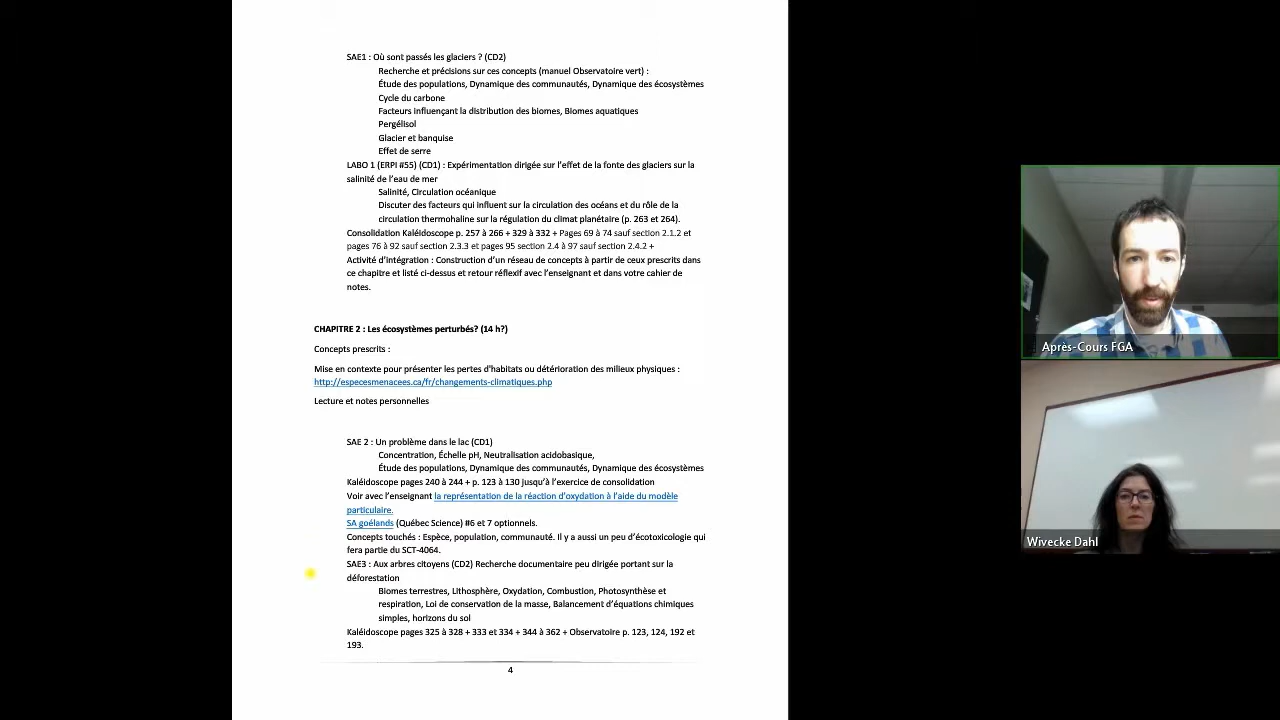 SAE1 : Où sont passés les glaciers ? (CD2)
Recherche et précisions sur ces concepts (manuel Observatoire vert) :
Étude des populations, Dynamique des communautés, Dynamique des écosystèmes
Cycle du carbone
Facteurs influençant la distribution des biomes, Biomes aquatiques
Pergélisol
Glacier et banquise
Effet de serre
LABO 1 (ERPI #55) (CD1) : Expérimentation dirigée sur l'effet de la fonte des glaciers sur la
salinité de l'eau de mer
Salinité, Circulation océanique
Discuter des facteurs qui influent sur la circulation des océans et du rôle de la
circulation thermohaline sur la régulation du climat planétaire (p. 263 et 264).
Consolidation Kaléidoscope p. 257 à 266 + 329 à 332 + Pages 69 à 74 sauf section 2.1.2 et
pages 76 à 92 sauf section 2.3.3 et pages 95 section 2.4 à 97 sauf section 2.4.2 +
Activité d'intégration : Construction d'un réseau de concepts à partir de ceux prescrits dans
ce chapitre et listé ci-dessus et retour réflexif avec l'enseignant et dans votre cahier de
notes.
CHAPITRE 2 : Les écosystèmes perturbés? (14 h?)
Concepts prescrits :
Mise en contexte pour présenter les pertes d'habitats ou détérioration des milieux physiques :
http://especesmenacees.ca/fr/changements-climatiques.php
Lecture et notes personnelles
SAE 2 : Un problème dans le lac (CD1)
Concentration, Échelle pH, Neutralisation acidobasique,
Étude des populations, Dynamique des communautés, Dynamique des écosystèmes
Kaléidoscope pages 240 à 244 + p. 123 à 130 jusqu'à l'exercice de consolidation
Voir avec l'enseignant la représentation de la réaction d'oxydation à l'aide du modèle
particulaire.
SA goélands (Québec Science) #6 et 7 optionnels.
Concepts touchés : Espèce, population, communauté. Il y a aussi un peu d'écotoxicologie qui
fera partie du SCT-4064.
SAE3 : Aux arbres citoyens (CD2) Recherche documentaire peu dirigée portant sur la
déforestation
Biomes terrestres, Lithosphère, Oxydation, Combustion, Photosynthèse et
respiration, Loi de conservation de la masse, Balancement d'équations chimiques
simples, horizons du sol
Kaléidoscope pages 325 à 328 + 333 et 334 + 344 à 362 + Observatoire p. 123, 124, 192 et
193.
4
Après-Cours FGA
Wivecke Dahl